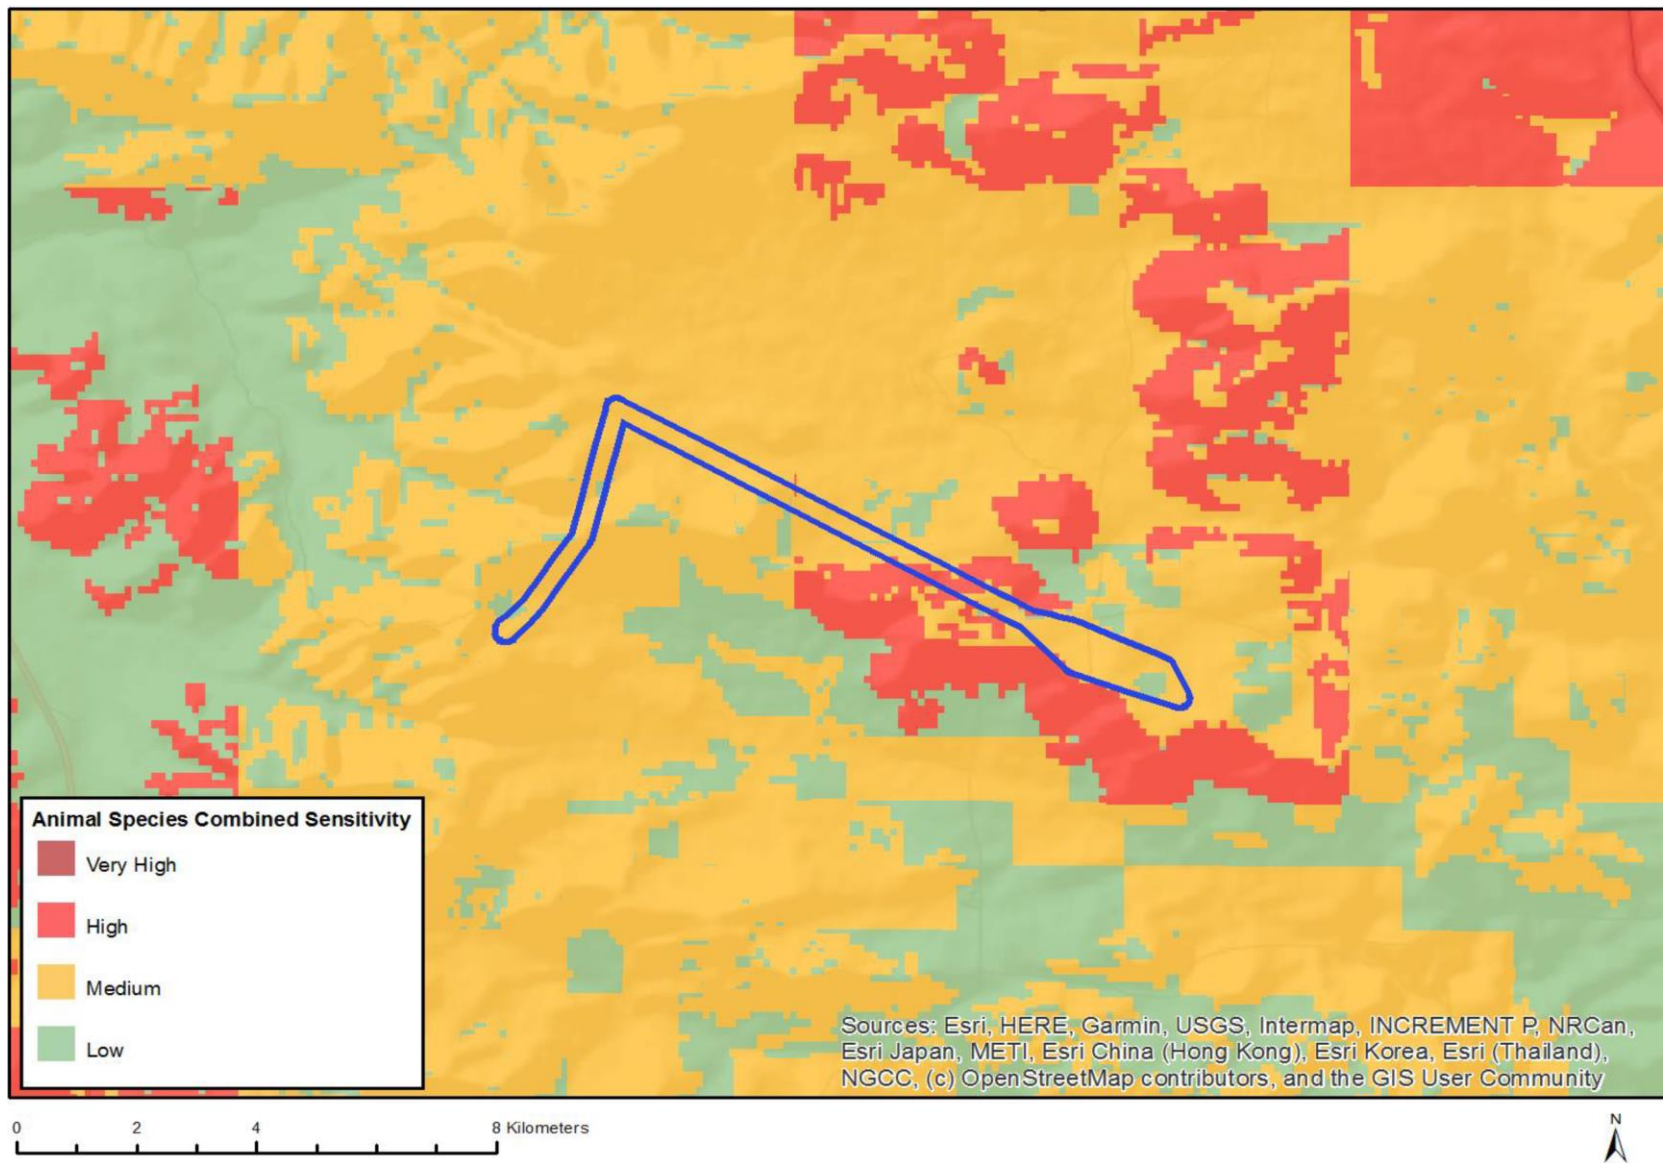 Animal Species Combined Sensitivity
Very High
High
Medium
Low
Sources: Esri, HERE, Garmin, USGS, Intermap, INCREMENT P, NRCan,
Esri Japan, METI, Esri China (Hong Kong), Esri Korea, Esri (Thailand),
NGCC, (c) OpenStreetMap contributors, and the GIS User Community
0 2 4 8 Kilometers
N